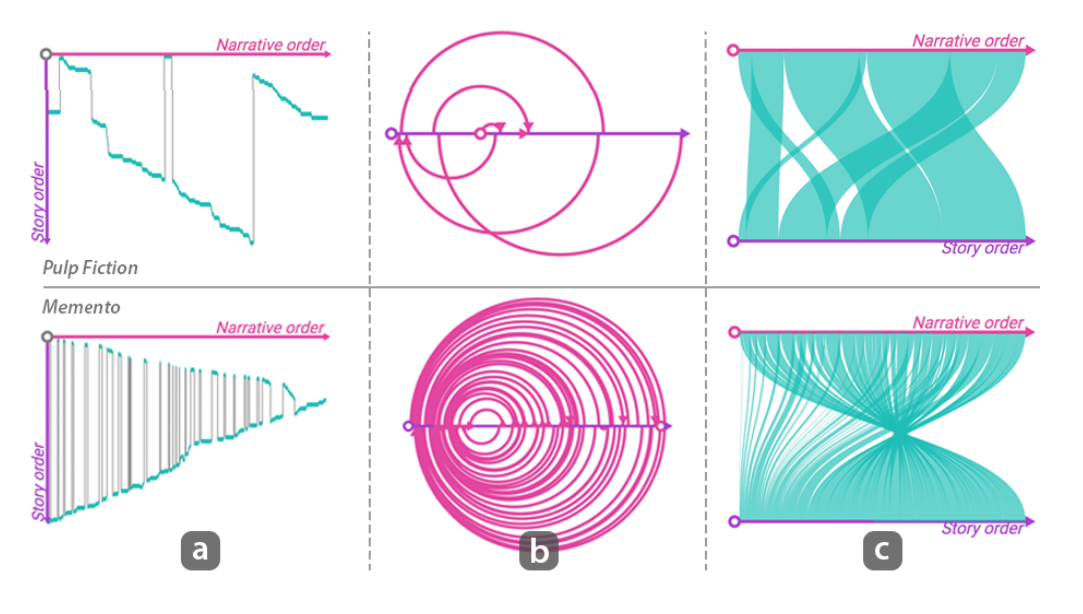 Narrative order
Story order
Narrative order
Story order
Pulp Fiction
Memento
Narrative order
Story order
Narrative order
Story order
a
b
c